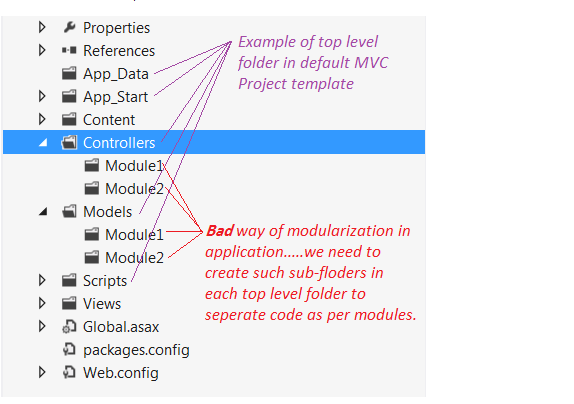 Properties
References
App_Data
App_Start
Content
Controllers
Module1
Module2
Models
Module1
Module2
Scripts
Views
Global.asax
packages.config
Web.config
Example of top level
folder in default MVC
Project template
Bad way of modularization in
application.....we need to
create such sub-floders in
each top level folder to
seperate code as per modules.